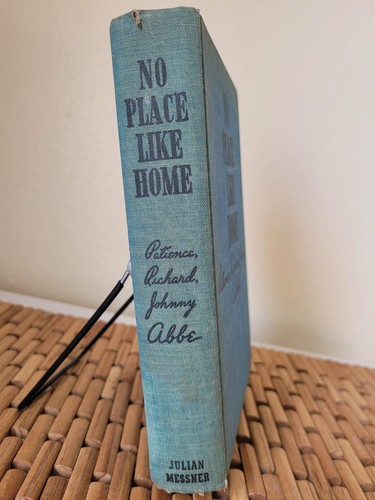 NO
PLACE
LIKE
HOME
Patience,
Richard,
Johnny
Abbe
JULIAN
MESSNER